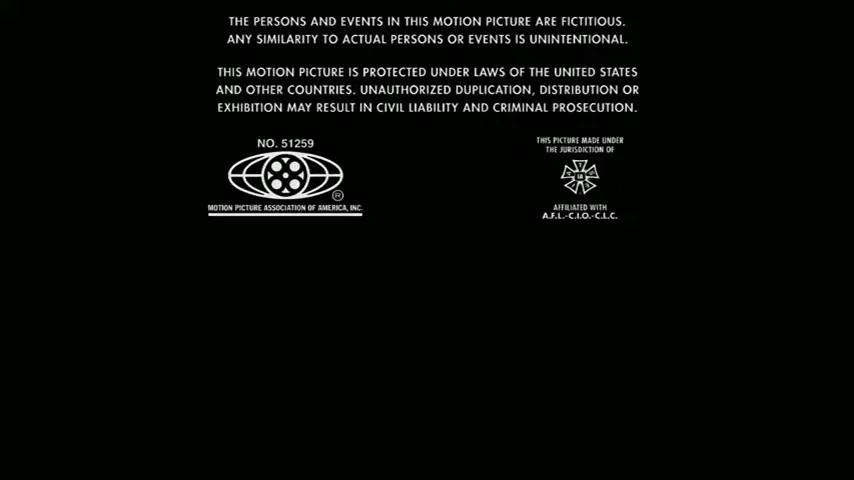 THE PERSONS AND EVENTS IN THIS MOTION PICTURE ARE FICTITIOUS.
ANY SIMILARITY TO ACTUAL PERSONS OR EVENTS IS UNINTENTIONAL.
THIS MOTION PICTURE IS PROTECTED UNDER LAWS OF THE UNITED STATES
AND OTHER COUNTRIES. UNAUTHORIZED DUPLICATION, DISTRIBUTION OR
EXHIBITION MAY RESULT IN CIVIL LIABILITY AND CRIMINAL PROSECUTION.
NO. 51259
®
MOTION PICTURE ASSOCIATION OF AMERICA, INC.
THIS PICTURE MADE UNDER
THE JURISDICTION OF
I A T S E
AFFILIATED WITH
A.F.L.-C.I.O.-C.L.C.